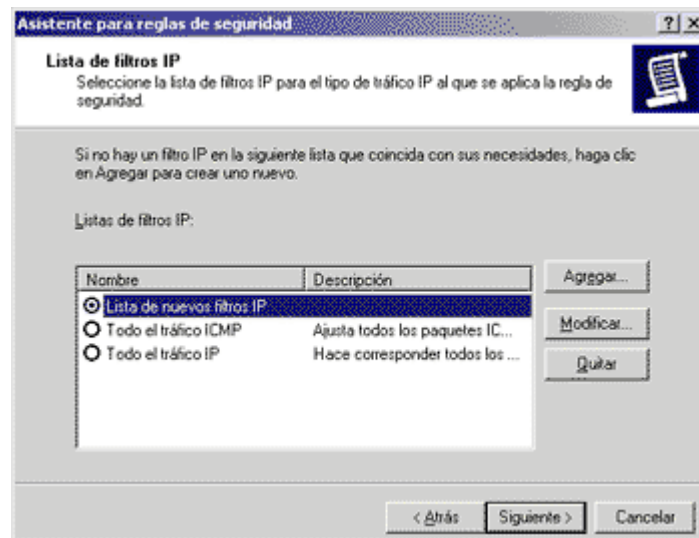 Asistente para reglas de seguridad
Lista de filtros IP
Seleccione la lista de filtros IP para el tipo de tráfico IP al que se aplica la regla de
seguridad.
Si no hay un filtro IP en la siguiente lista que coincida con sus necesidades, haga clic
en Agregar para crear uno nuevo.
Listas de filtros IP:
Nombre Descripción
Lista de nuevos filtros IP
Todo el tráfico ICMP Ajusta todos los paquetes IC...
Todo el tráfico IP Hace corresponder todos los ...
Agregar...
Modificar...
Quitar
< Atrás Siguiente > Cancelar